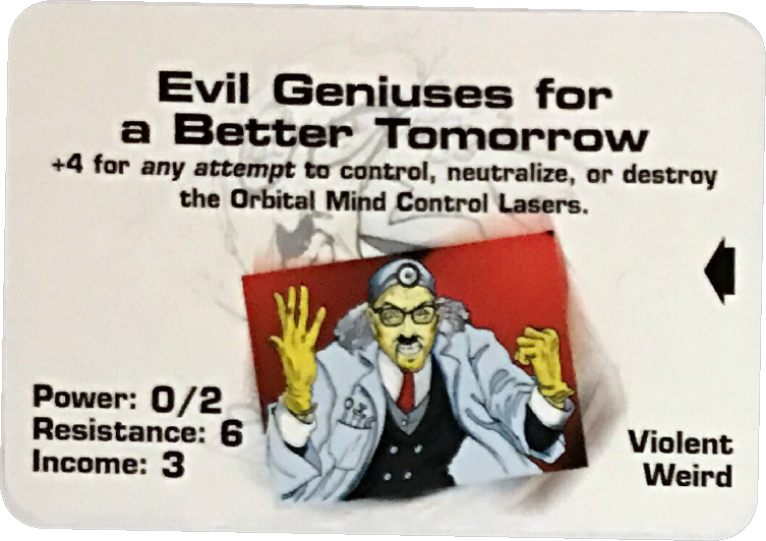 Evil Geniuses for
a Better Tomorrow
+4 for any attempt to control, neutralize, or destroy
the Orbital Mind Control Lasers.
Power: 0/2
Resistance: 6
Income: 3
Violent
Weird